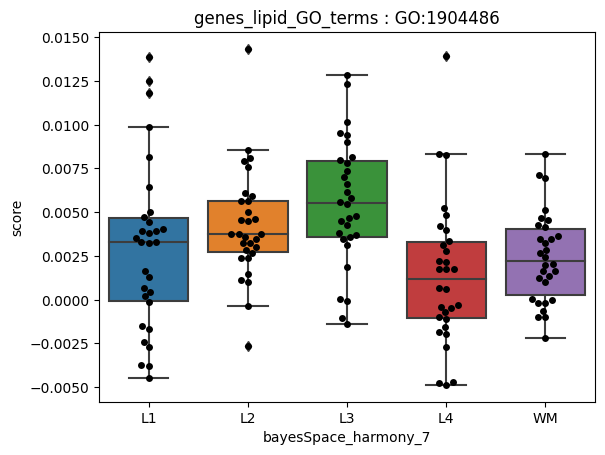 genes_lipid_GO_terms : GO:1904486
0.0150
0.0125
0.0100
0.0075
0.0050
0.0025
0.0000
−0.0025
−0.0050
score
L1 L2 L3 L4 WM
bayesSpace_harmony_7